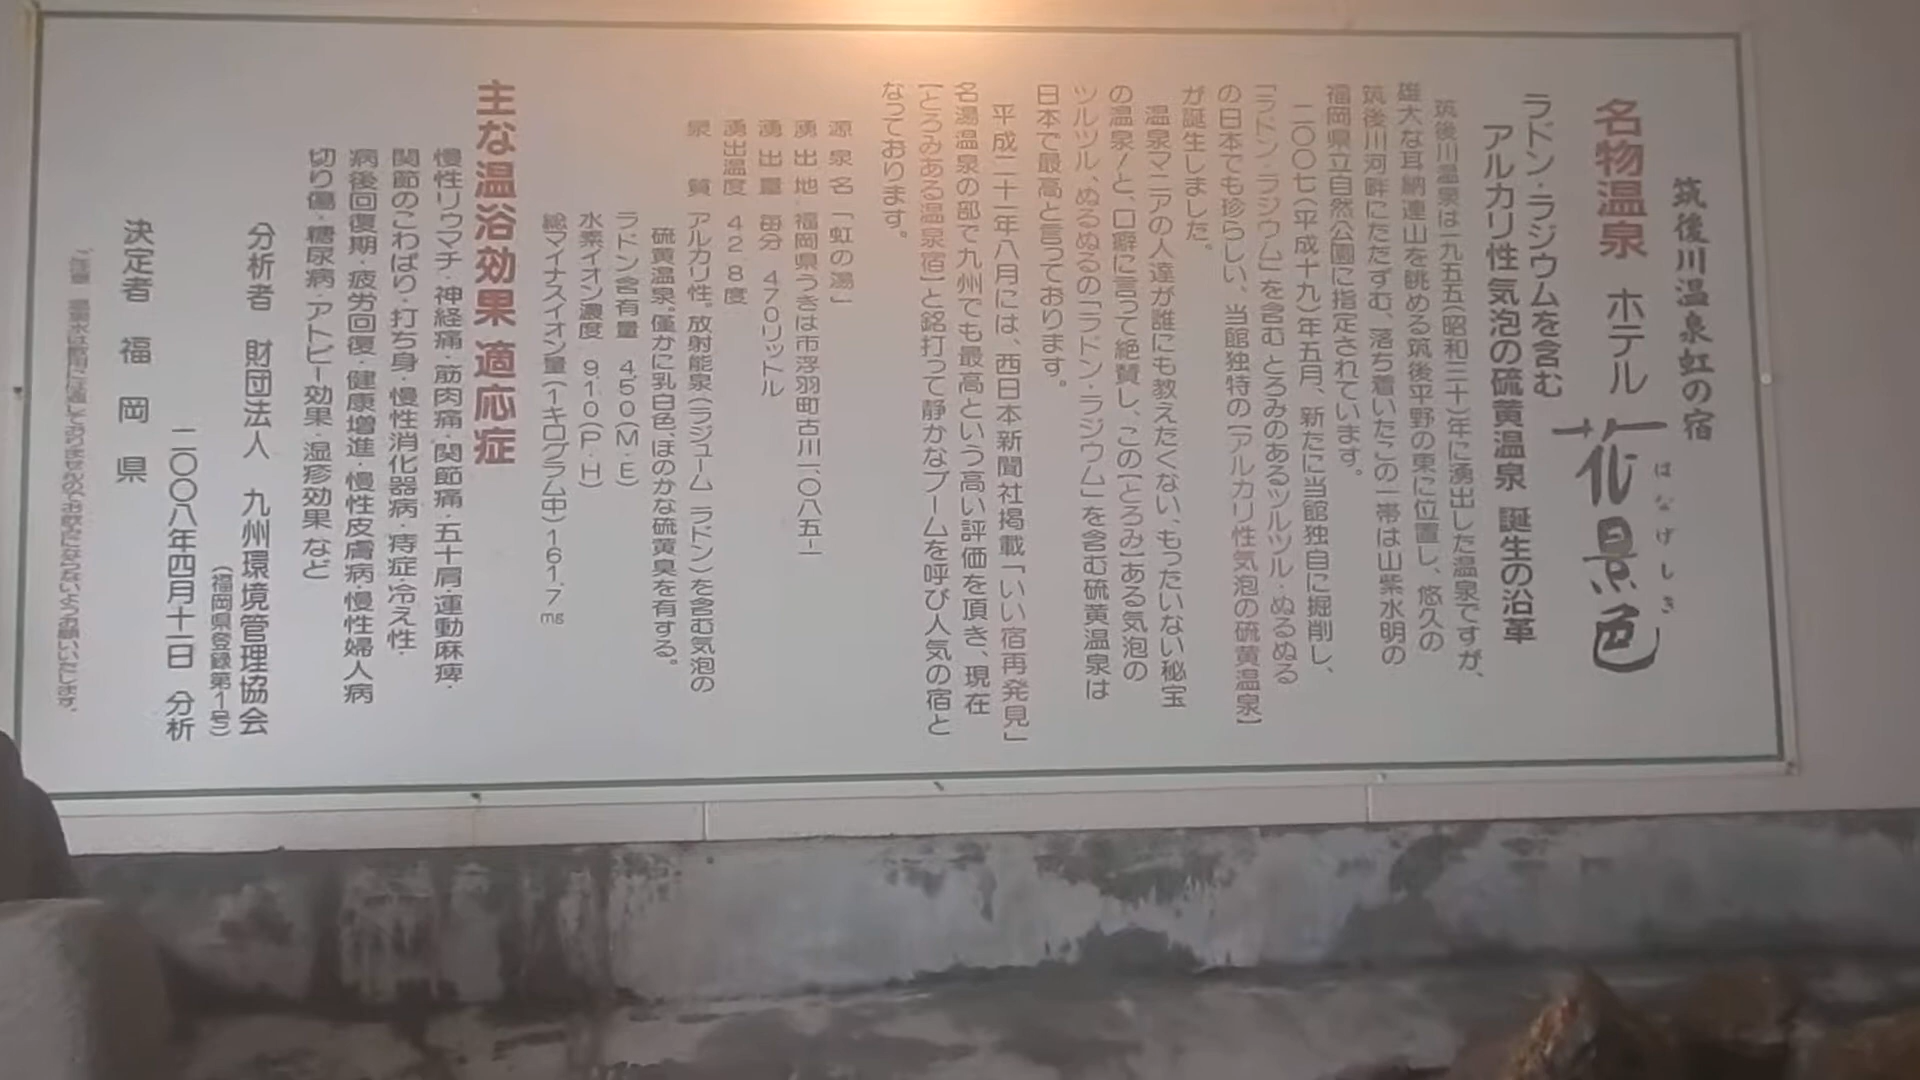 筑後川温泉虹の宿
名物温泉 ホテル 花景色
はなげしき
ラドン・ラジウムを含む
アルカリ性気泡の硫黄温泉 誕生の沿革
筑後川温泉は一九五五(昭和三十)年に湧出した温泉ですが、
雄大な耳納連山を眺める筑後平野の東に位置し、悠久の
筑後川河畔にたたずむ、落ち着いたこの一帯は山紫水明の
福岡県立自然公園に指定されています。
二〇〇七(平成十九)年五月、新たに当館独自に掘削し、
「ラドン・ラジウム」を含む とろみのあるツルツル・ぬるぬる
の日本でも珍らしい、当館独特の【アルカリ性気泡の硫黄温泉】
が誕生しました。
温泉マニアの人達が誰にも教えたくない、もったいない秘宝
の温泉!と、口癖に言って絶賛し、この【とろみ】ある気泡の
ツルツル、ぬるぬるの「ラドン・ラジウム」を含む硫黄温泉は
日本で最高と言っております。
平成二十一年八月には、西日本新聞社掲載「いい宿再発見」
名湯温泉の部で九州でも最高という高い評価を頂き、現在
【とろみある温泉宿】と銘打って静かなブームを呼び人気の宿と
なっております。
源泉名「虹の湯」
湧出地 福岡県うきは市浮羽町古川一、〇八五-一
湧出量 毎分 470リットル
湧出温度 42.8度
泉質 アルカリ性。放射能泉(ラジューム ラドン)を含む気泡の
硫黄温泉。僅かに乳白色、ほのかな硫黄臭を有する。
ラドン含有量 4.50(M・E)
水素イオン濃度 9.10(P・H)
総マイナスイオン量(1キログラム中)161.7mg
主な温浴効果 適応症
慢性リウマチ・神経痛・筋肉痛・関節痛・五十肩・運動麻痺・
関節のこわばり・打ち身・慢性消化器病・痔症・冷え性・
病後回復期・疲労回復・健康増進・慢性皮膚病・慢性婦人病
切り傷・糖尿病・アトピー効果・湿疹効果 など
分析者 財団法人 九州環境管理協会
(福岡県登録第1号)
二〇〇八年四月十一日 分析
決定者 福岡県